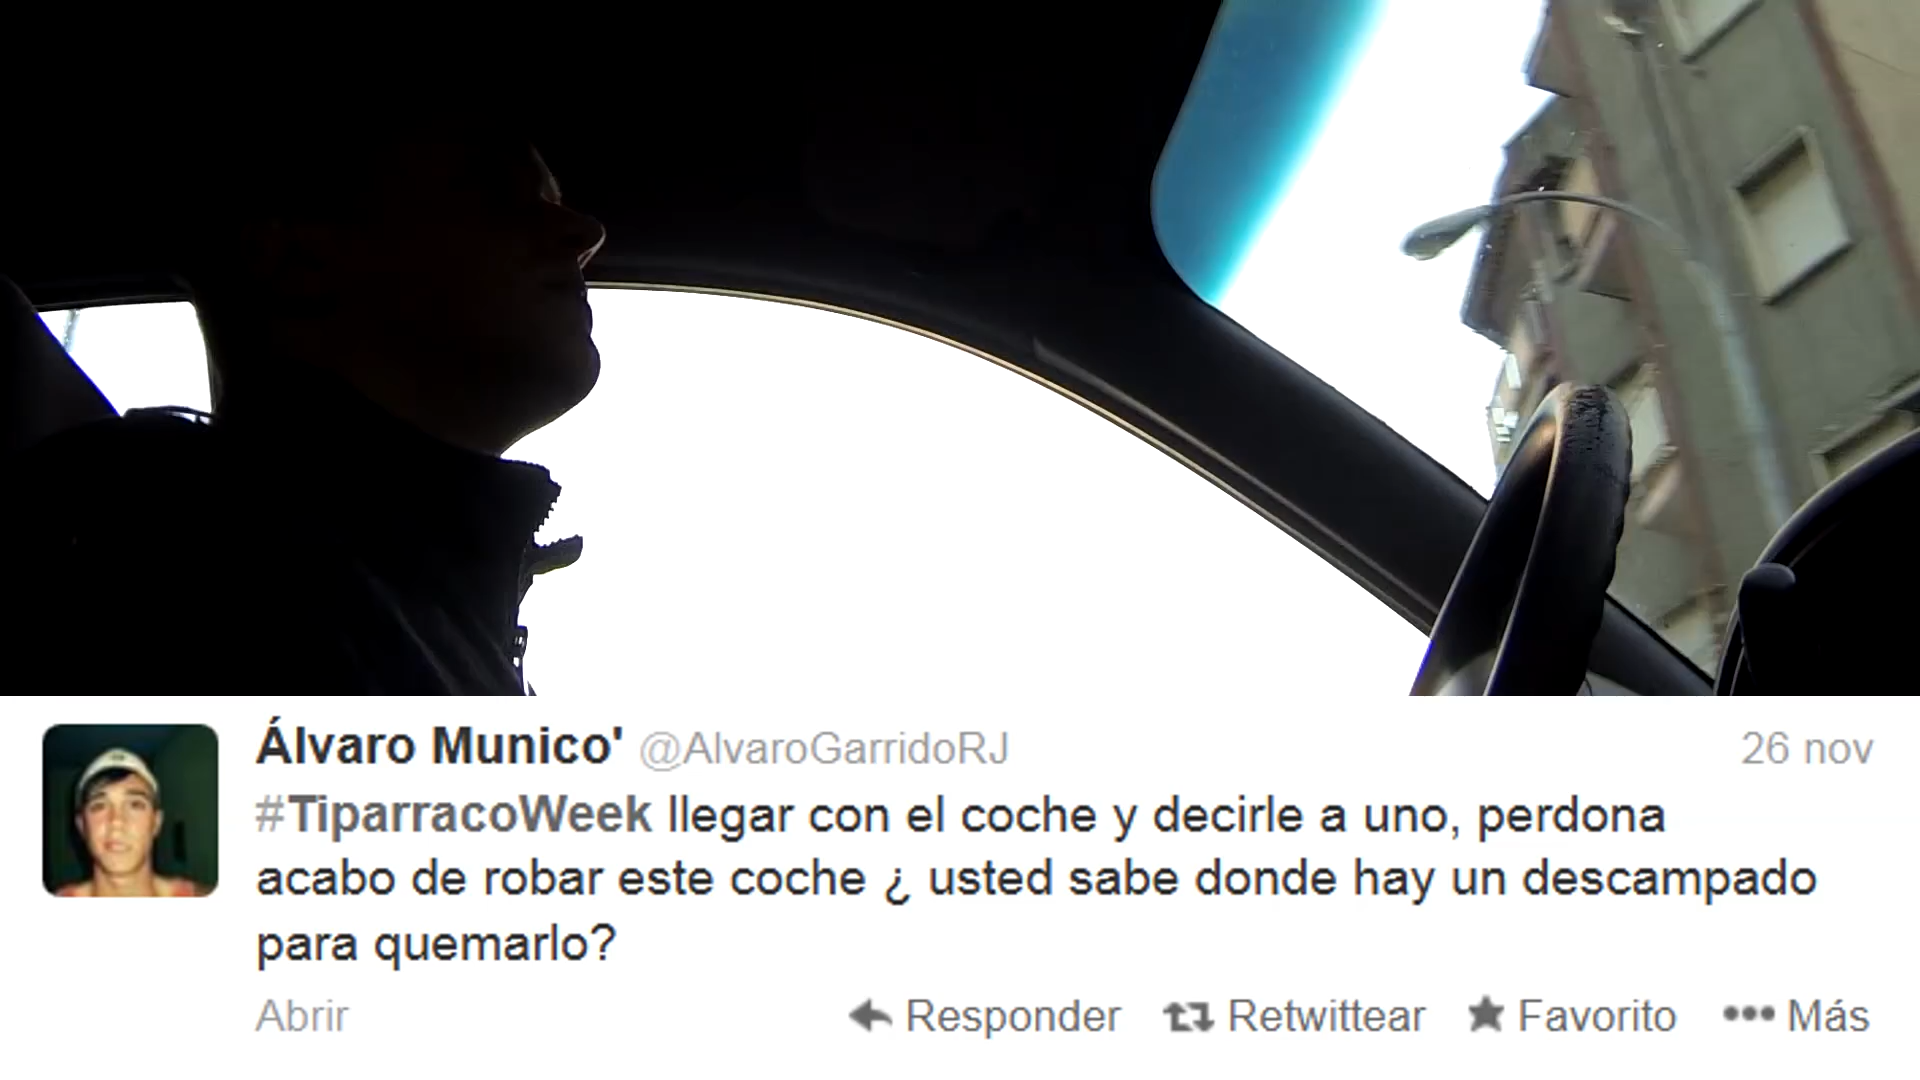 Álvaro Munico' @AlvaroGarridoRJ 26 nov
#TiparracoWeek llegar con el coche y decirle a uno, perdona
acabo de robar este coche ¿ usted sabe donde hay un descampado
para quemarlo?
Abrir Responder Retwittear Favorito Más